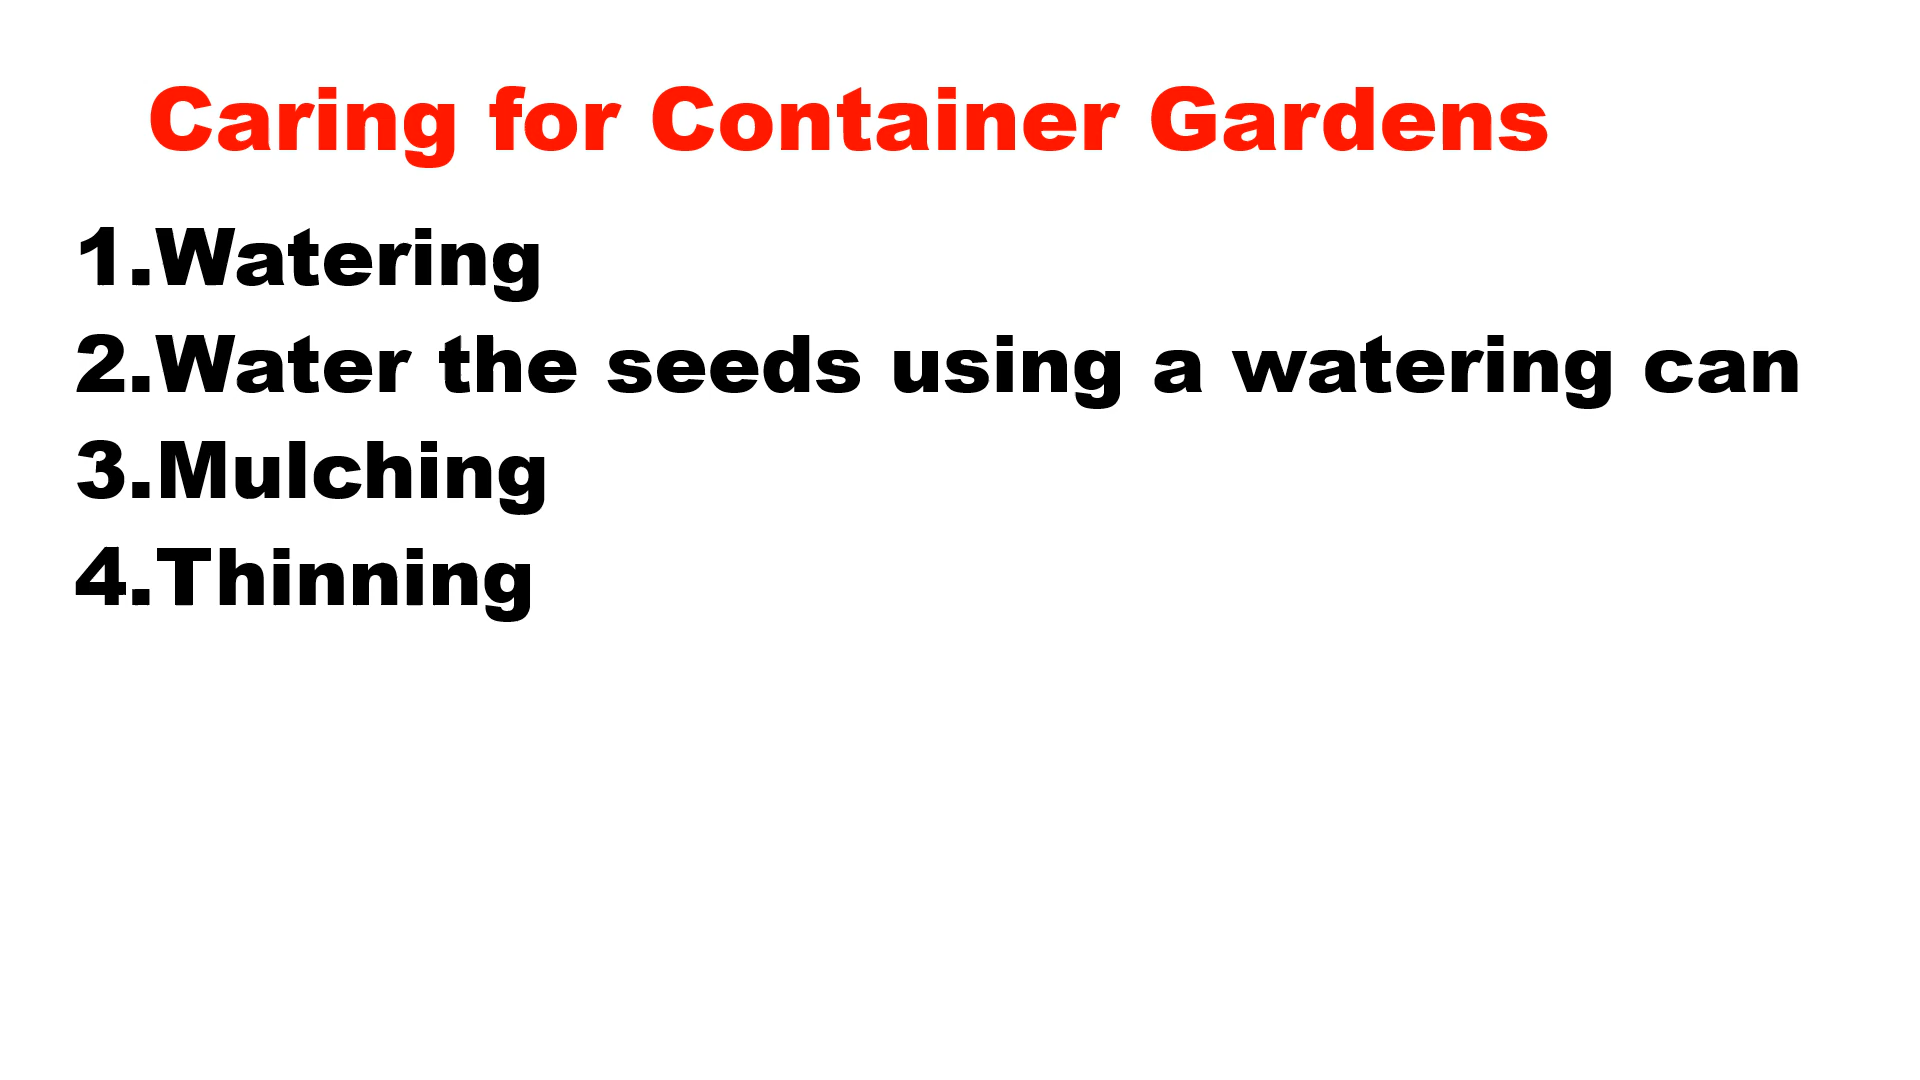 Caring for Container Gardens
1.Watering
2.Water the seeds using a watering can
3.Mulching
4.Thinning